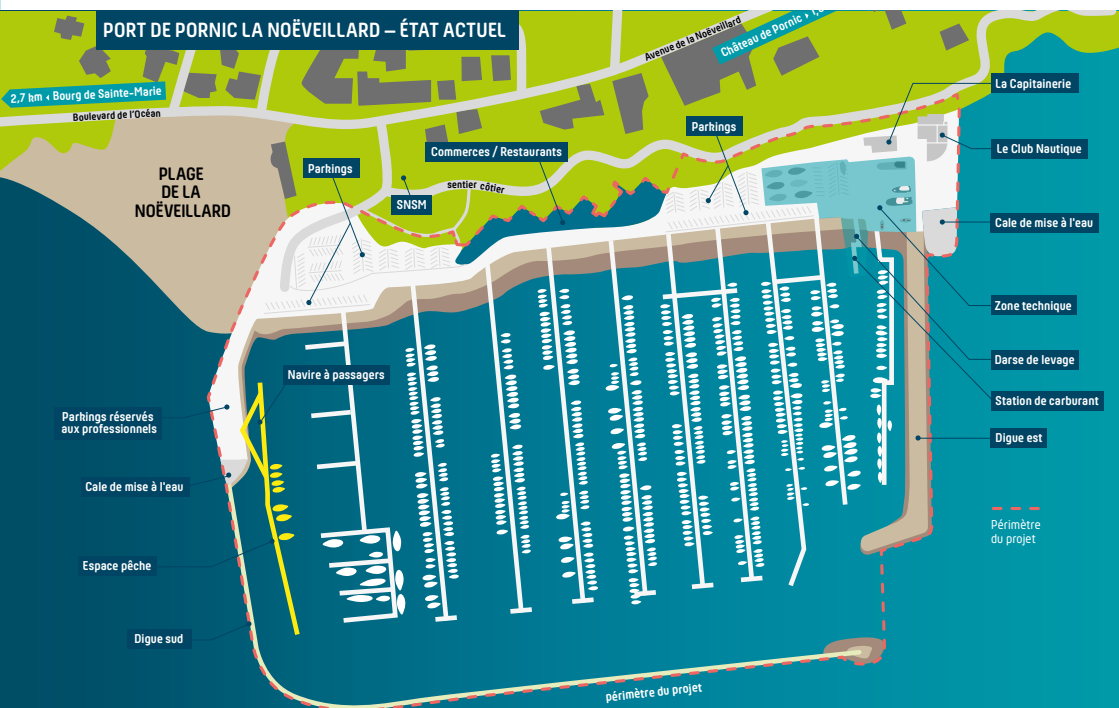 PORT DE PORNIC LA NOËVEILLARD – ÉTAT ACTUEL
Avenue de la Noëveillard
Château de Pornic
2,7 km ◂ Bourg de Sainte-Marie
Boulevard de l'Océan
La Capitainerie
Parkings
Commerces / Restaurants
Le Club Nautique
PLAGE
DE LA
NOËVEILLARD
Parkings
sentier côtier
SNSM
Cale de mise à l'eau
Zone technique
Darse de levage
Navire à passagers
Station de carburant
Parkings réservés
aux professionnels
Digue est
Cale de mise à l'eau
Périmètre
du projet
Espace pêche
Digue sud
périmètre du projet